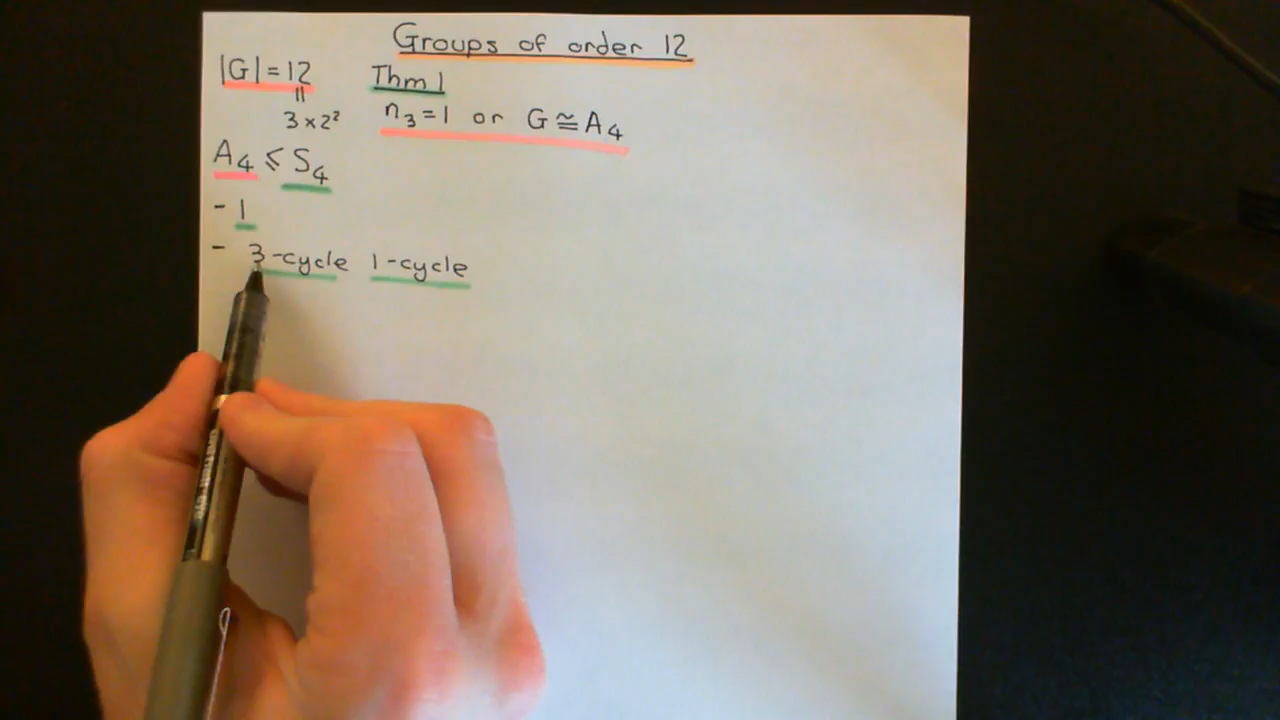 Groups of order 12
|G| = 12
=
3 × 2²
Thm 1
n₃ = 1 or G ≅ A₄
A₄ ⩽ S₄
- 1
- 3-cycle 1-cycle